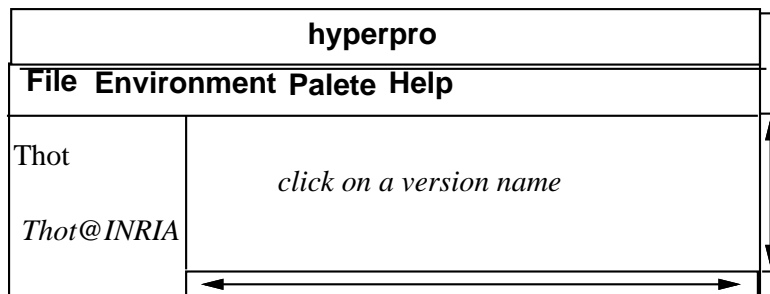 hyperpro
File Environment Palete Help
Thot
click on a version name
Thot@INRIA